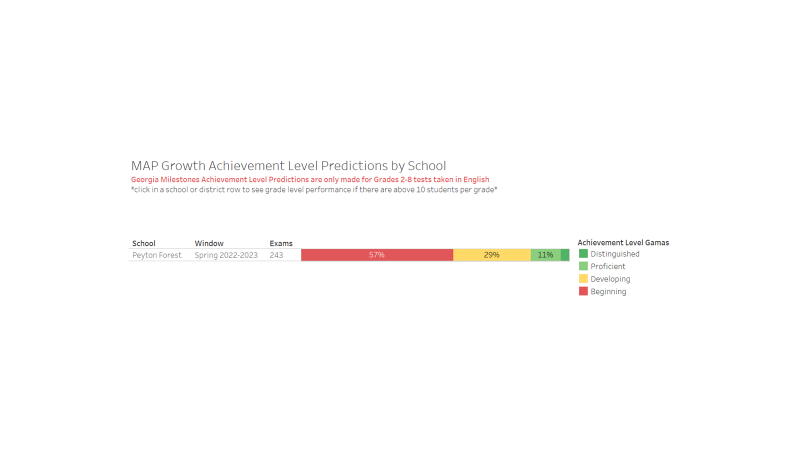 MAP Growth Achievement Level Predictions by School
Georgia Milestones Achievement Level Predictions are only made for Grades 2-8 tests taken in English
*click in a school or district row to see grade level performance if there are above 10 students per grade*
School Window Exams
Peyton Forest Spring 2022-2023 243 57% 29% 11%
Achievement Level Gamas
Distinguished
Proficient
Developing
Beginning